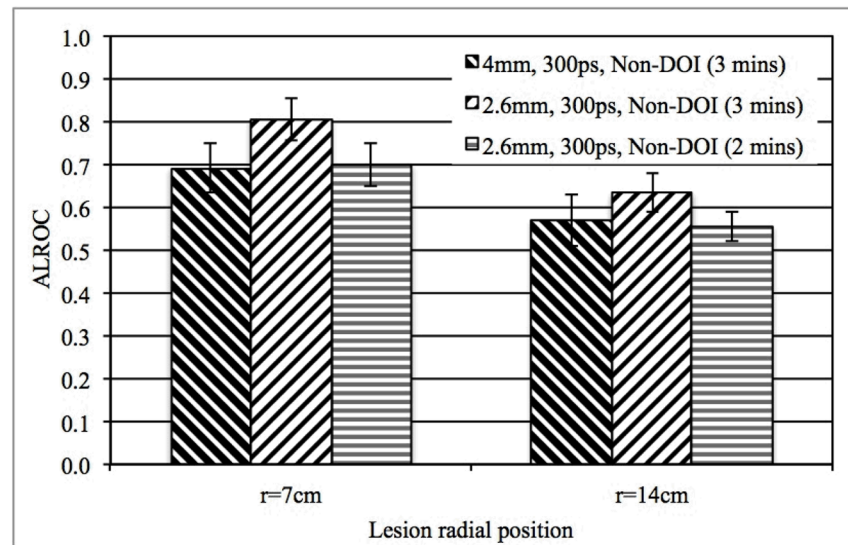 1.0
0.9
0.8
0.7
0.6
0.5
0.4
0.3
0.2
0.1
0.0
ALROC
4mm, 300ps, Non-DOI (3 mins)
2.6mm, 300ps, Non-DOI (3 mins)
2.6mm, 300ps, Non-DOI (2 mins)
r=7cm
r=14cm
Lesion radial position